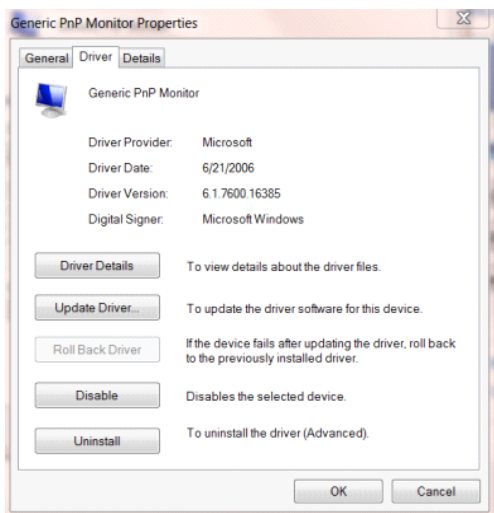 Generic PnP Monitor Properties
General Driver Details
Generic PnP Monitor
Driver Provider: Microsoft
Driver Date: 6/21/2006
Driver Version: 6.1.7600.16385
Digital Signer: Microsoft Windows
Driver Details To view details about the driver files.
Update Driver... To update the driver software for this device.
Roll Back Driver If the device fails after updating the driver, roll back
to the previously installed driver.
Disable Disables the selected device.
Uninstall To uninstall the driver (Advanced).
OK Cancel